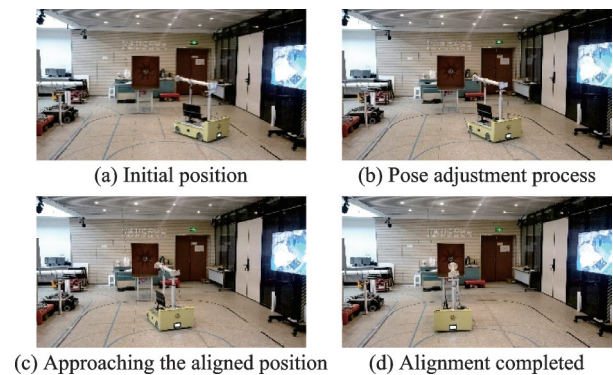 (a) Initial position
(b) Pose adjustment process
(c) Approaching the aligned position
(d) Alignment completed